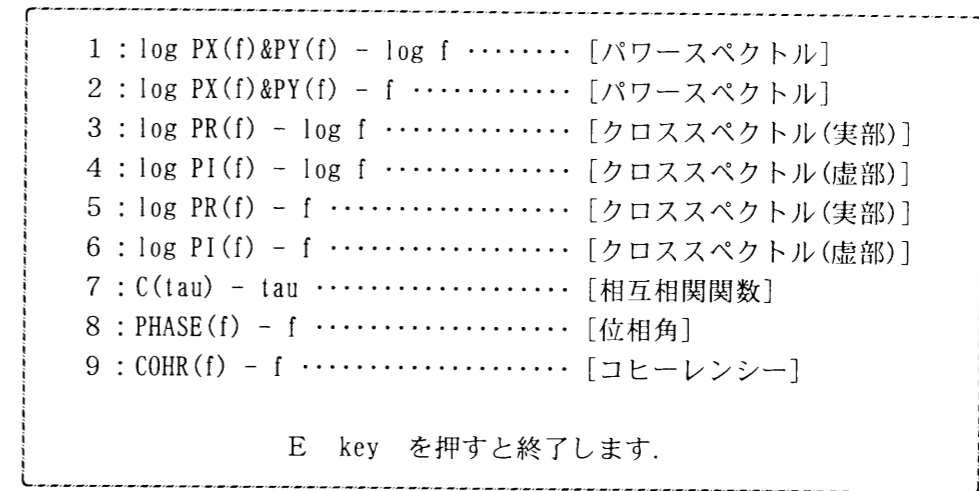 1 : log PX(f)&PY(f) - log f ········ [パワースペクトル]
2 : log PX(f)&PY(f) - f ············ [パワースペクトル]
3 : log PR(f) - log f ·············· [クロススペクトル(実部)]
4 : log PI(f) - log f ·············· [クロススペクトル(虚部)]
5 : log PR(f) - f ·················· [クロススペクトル(実部)]
6 : log PI(f) - f ·················· [クロススペクトル(虚部)]
7 : C(tau) - tau ··················· [相互相関関数]
8 : PHASE(f) - f ··················· [位相角]
9 : COHR(f) - f ···················· [コヒーレンシー]
E key を押すと終了します.